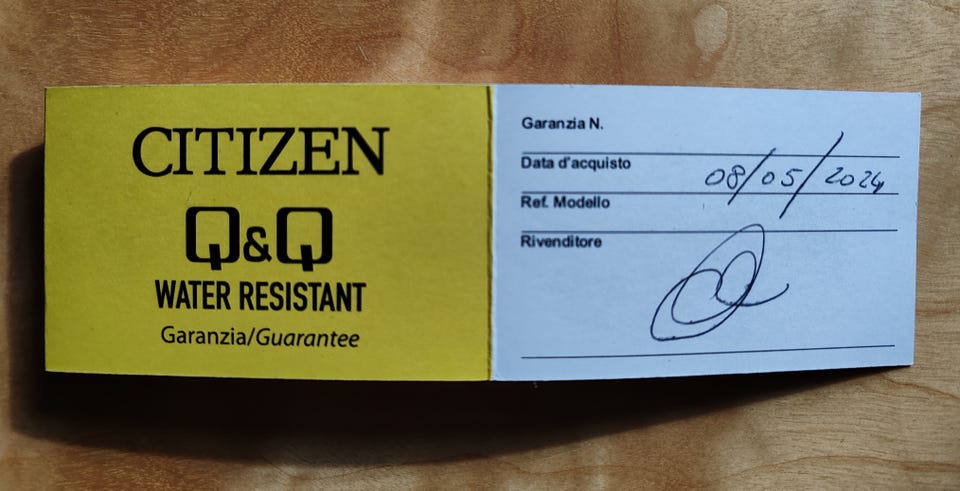 CITIZEN
Q&Q
WATER RESISTANT
Garanzia/Guarantee
Garanzia N.
Data d'acquisto 08/05/2024
Ref. Modello
Rivenditore